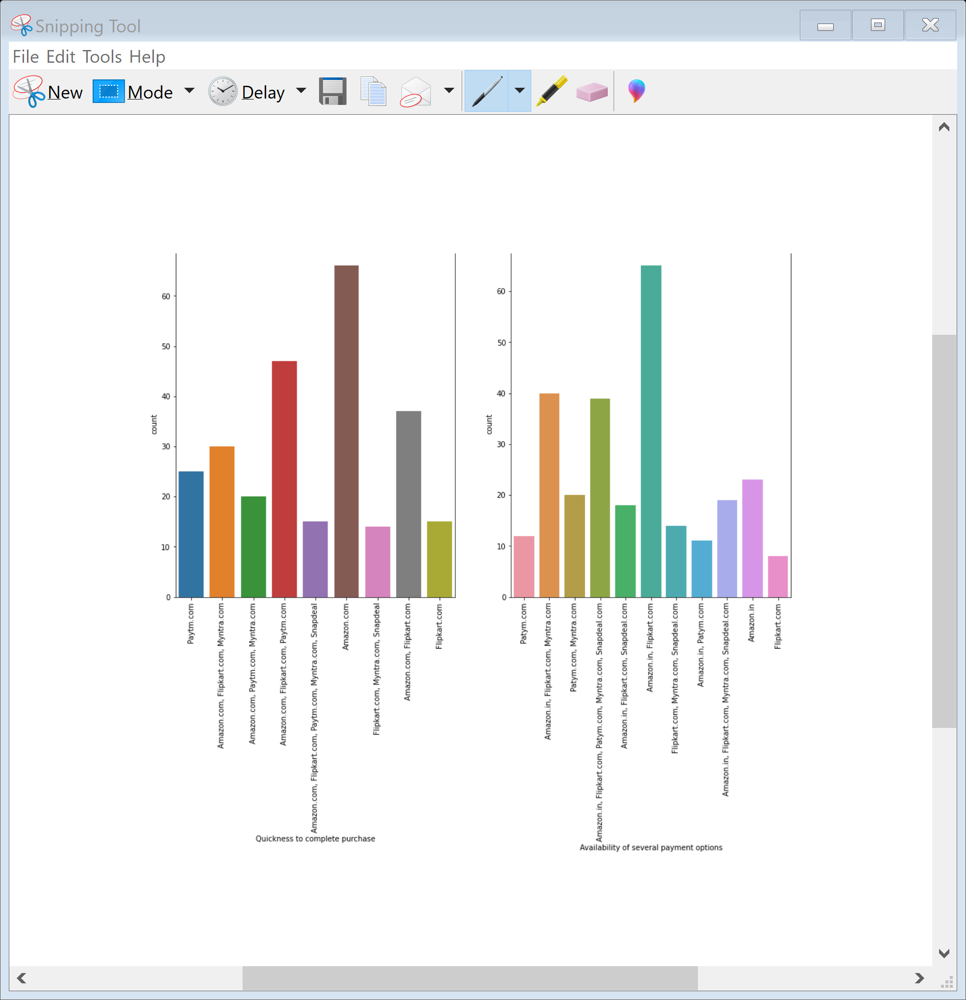 Snipping Tool
File Edit Tools Help
New Mode Delay
60
50
40
30
20
10
0
count
Paytm.com
Amazon.com, Flipkart.com, Myntra.com
Amazon.com, Paytm.com, Myntra.com
Amazon.com, Flipkart.com, Paytm.com
Amazon.com, Flipkart.com, Paytm.com, Myntra.com, Snapdeal
Amazon.com
Flipkart.com, Myntra.com, Snapdeal
Amazon.com, Flipkart.com
Flipkart.com
Quickness to complete purchase
60
50
40
30
20
10
0
count
Patym.com
Amazon.in, Flipkart.com, Myntra.com
Patym.com, Myntra.com
Amazon.in, Flipkart.com, Patym.com, Myntra.com, Snapdeal.com
Amazon.in, Flipkart.com, Snapdeal.com
Amazon.in, Flipkart.com
Flipkart.com, Myntra.com, Snapdeal.com
Amazon.in, Patym.com
Amazon.in, Flipkart.com, Myntra.com, Snapdeal.com
Amazon.in
Flipkart.com
Availability of several payment options